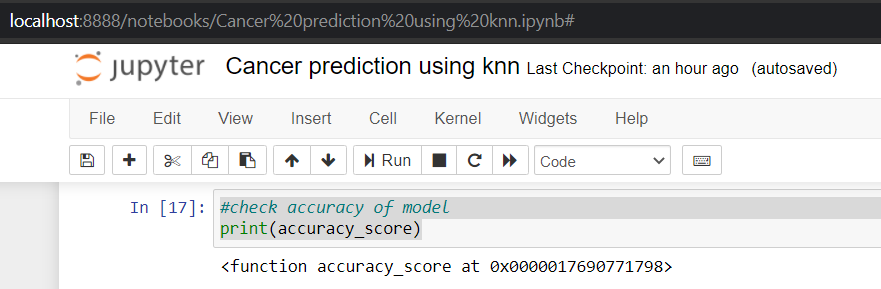 localhost:8888/notebooks/Cancer%20prediction%20using%20knn.ipynb#
jupyter Cancer prediction using knn Last Checkpoint: an hour ago (autosaved)
File Edit View Insert Cell Kernel Widgets Help
Run Code
In [17]: #check accuracy of model
print(accuracy_score)
<function accuracy_score at 0x0000017690771798>